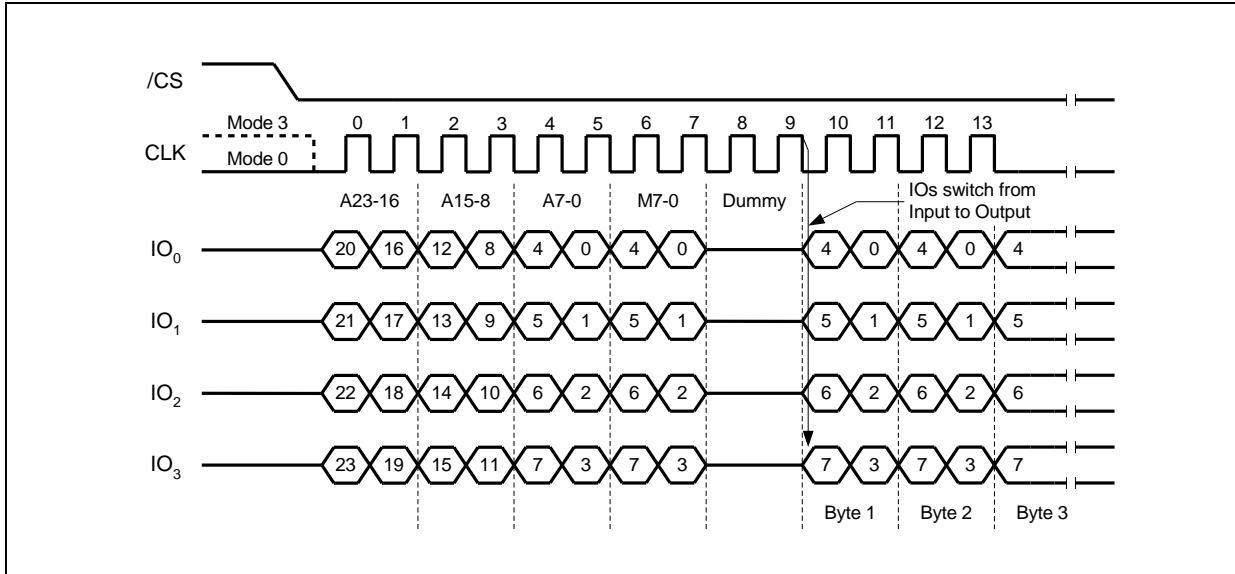 /CS
Mode 3 0 1 2 3 4 5 6 7 8 9 10 11 12 13
CLK
Mode 0
A23-16 A15-8 A7-0 M7-0 Dummy IOs switch from
Input to Output
IO0 20 16 12 8 4 0 4 0 4 0 4 0 4
IO1 21 17 13 9 5 1 5 1 5 1 5 1 5
IO2 22 18 14 10 6 2 6 2 6 2 6 2 6
IO3 23 19 15 11 7 3 7 3 7 3 7 3 7
Byte 1 Byte 2 Byte 3